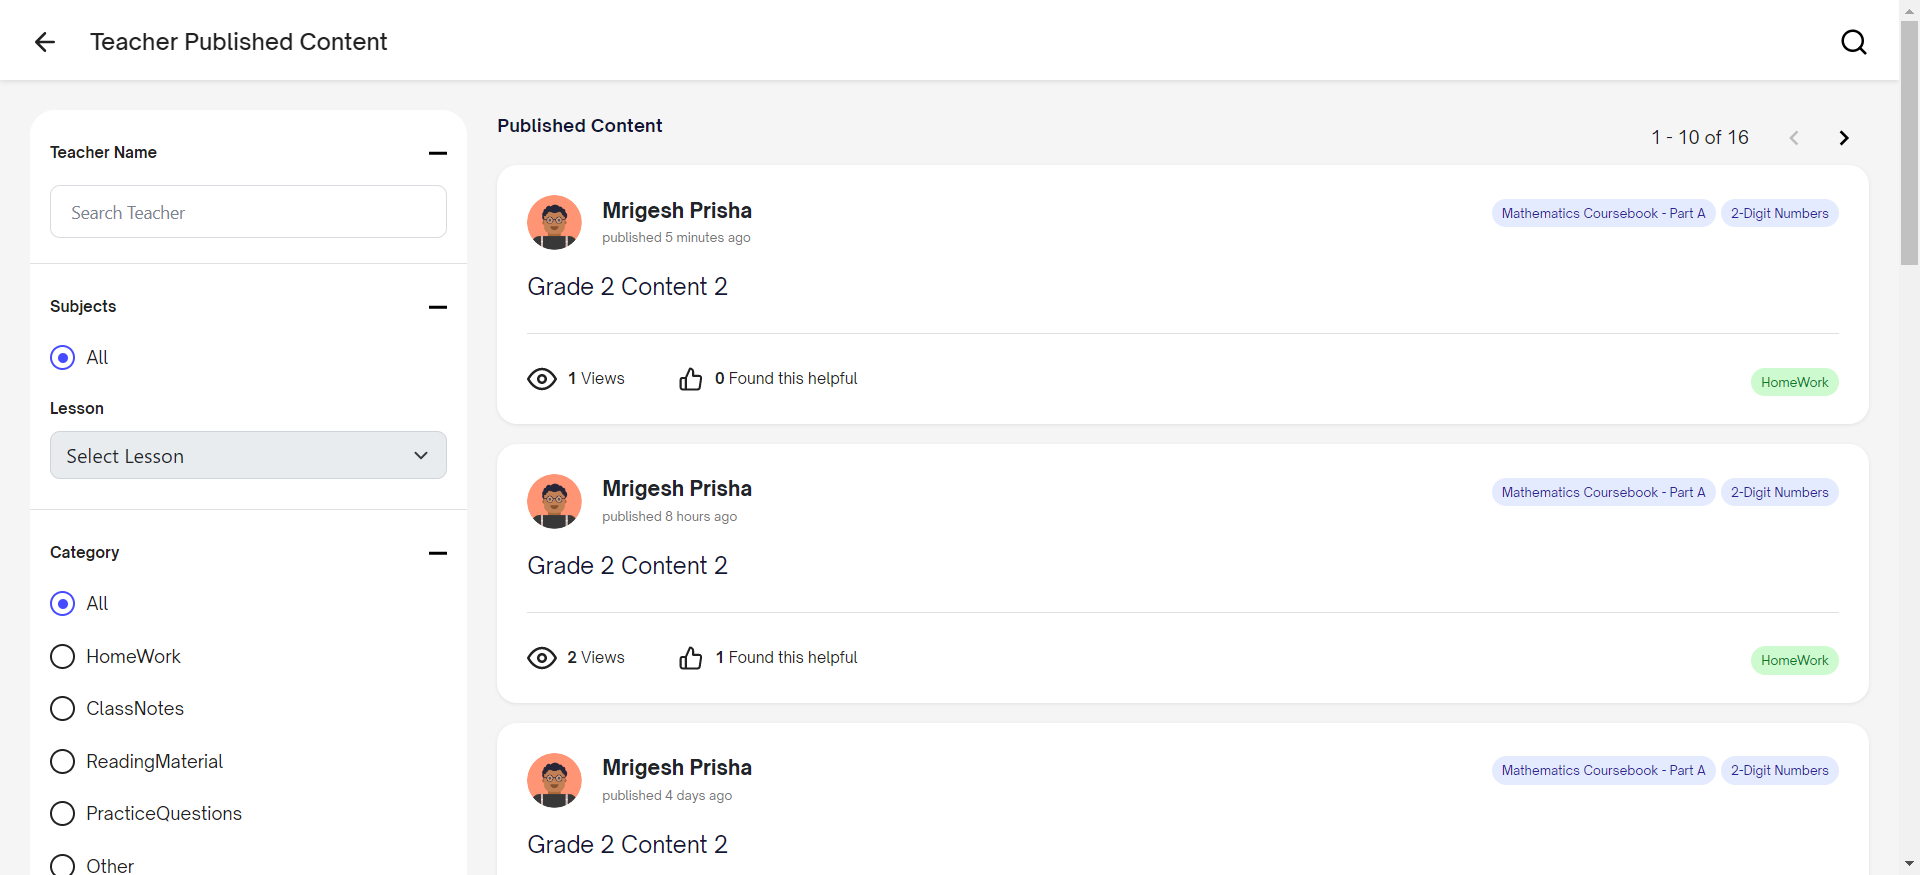 Teacher Published Content
Teacher Name
Search Teacher
Subjects
All
Lesson
Select Lesson
Category
All
HomeWork
ClassNotes
ReadingMaterial
PracticeQuestions
Other
Published Content
1 - 10 of 16
Mrigesh Prisha
published 5 minutes ago
Mathematics Coursebook - Part A
2-Digit Numbers
Grade 2 Content 2
1 Views
0 Found this helpful
HomeWork
Mrigesh Prisha
published 8 hours ago
Mathematics Coursebook - Part A
2-Digit Numbers
Grade 2 Content 2
2 Views
1 Found this helpful
HomeWork
Mrigesh Prisha
published 4 days ago
Mathematics Coursebook - Part A
2-Digit Numbers
Grade 2 Content 2